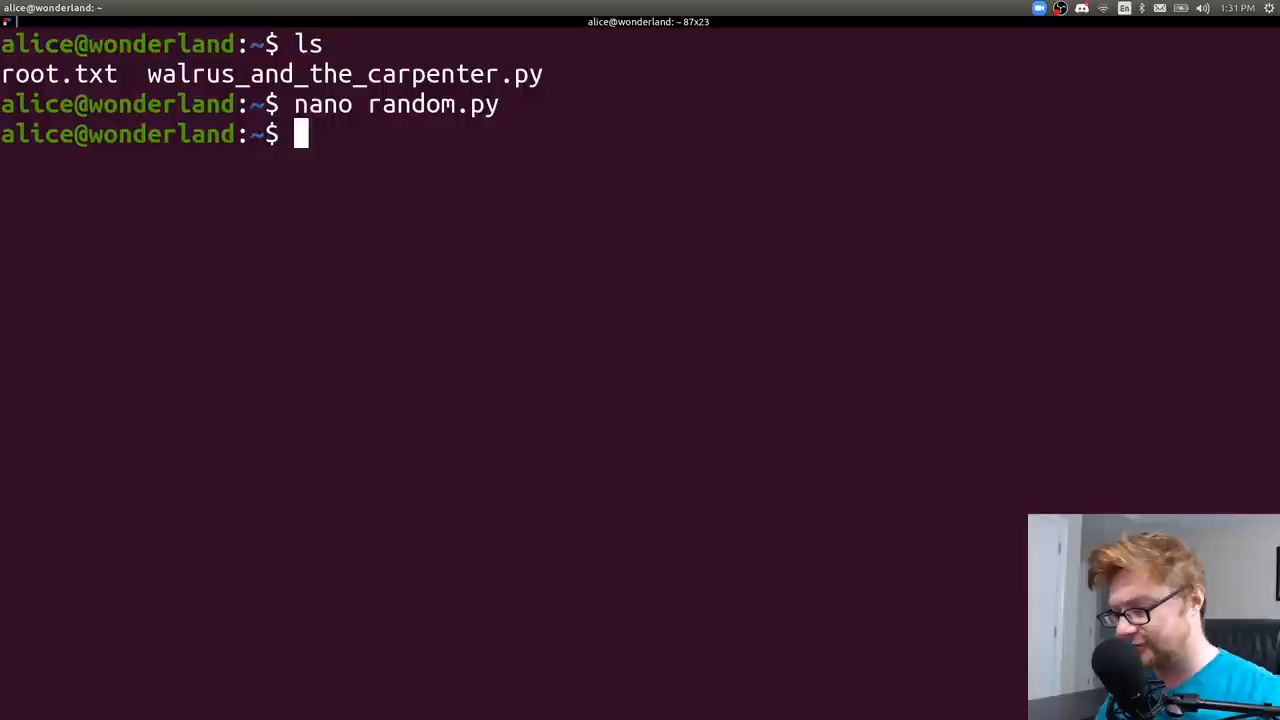 alice@wonderland: ~
En
1:31 PM
alice@wonderland: ~ 87x23
alice@wonderland:~$ ls
root.txt  walrus_and_the_carpenter.py
alice@wonderland:~$ nano random.py
alice@wonderland:~$